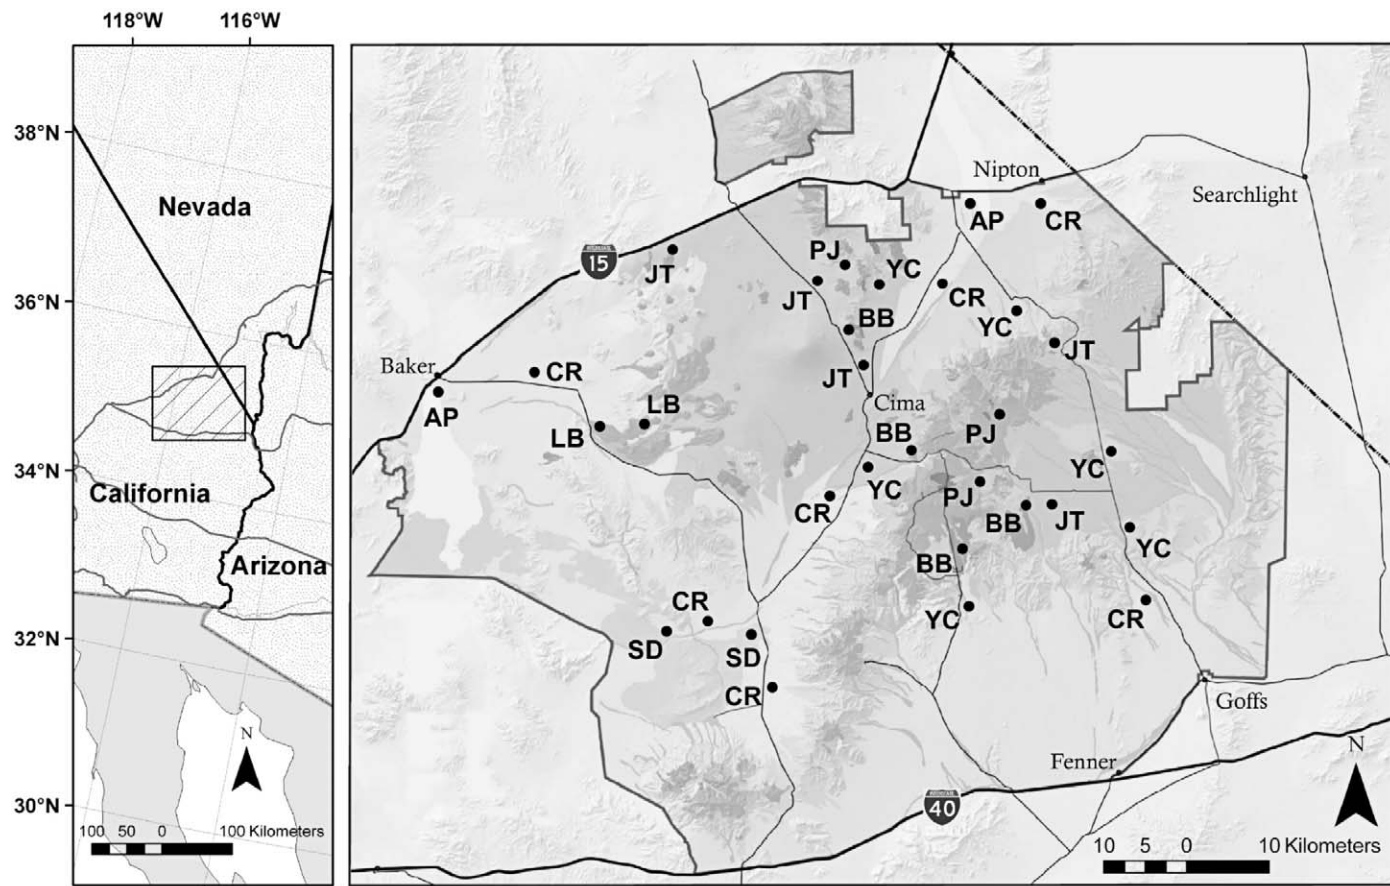 118°W 116°W
38°N
36°N
34°N
32°N
30°N
Nevada
California
Arizona
N
100 50 0 100 Kilometers
Nipton
Searchlight
AP
CR
INTERSTATE
15
JT
PJ
YC
JT
CR
BB
YC
JT
Baker
CR
JT
Cima
AP
LB
LB
BB
PJ
YC
YC
PJ
CR
BB
JT
YC
BB
CR
YC
CR
SD
SD
CR
Goffs
N
Fenner
INTERSTATE
40
10 5 0 10 Kilometers